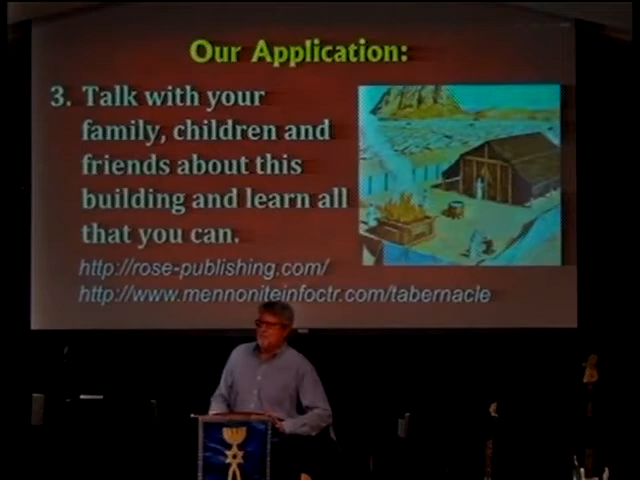 Our Application:
3. Talk with your
family, children and
friends about this
building and learn all
that you can.
http://rose-publishing.com/
http://www.mennoniteinfoctr.com/tabernacle